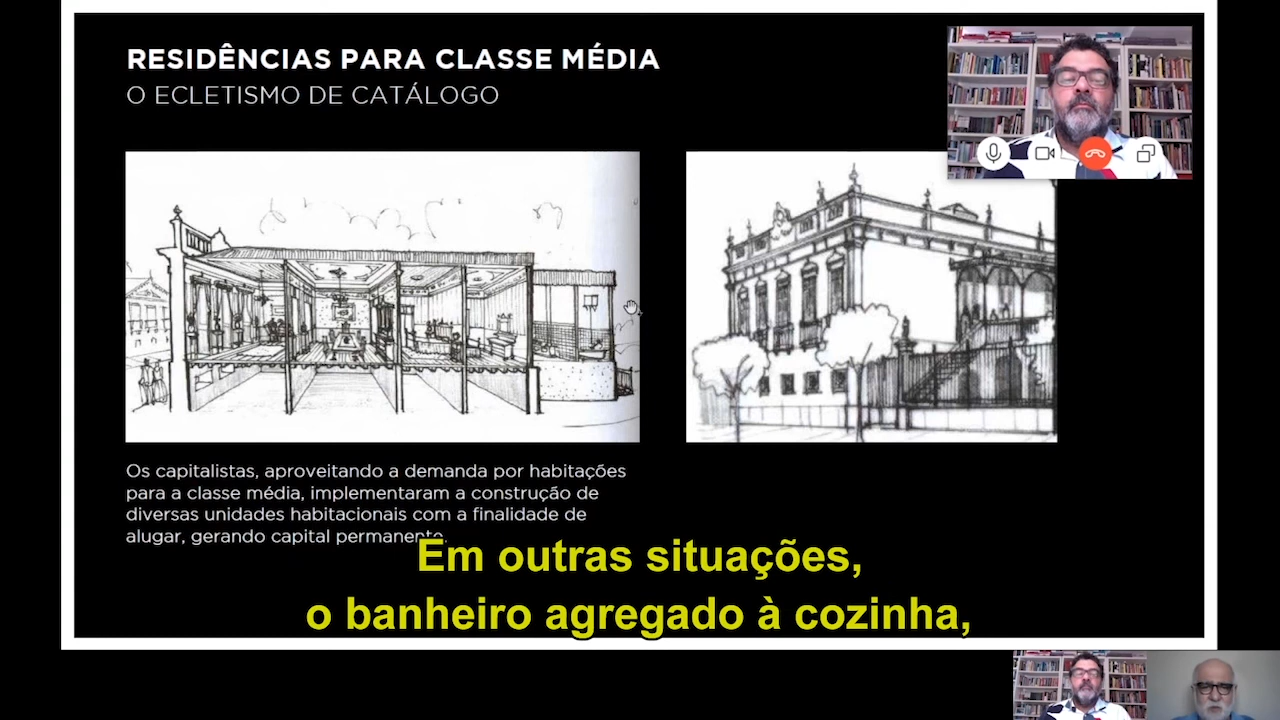 RESIDÊNCIAS PARA CLASSE MÉDIA
O ECLETISMO DE CATÁLOGO
Os capitalistas, aproveitando a demanda por habitações
para a classe média, implementaram a construção de
diversas unidades habitacionais com a finalidade de
alugar, gerando capital permanente.
Em outras situações,
o banheiro agregado à cozinha,